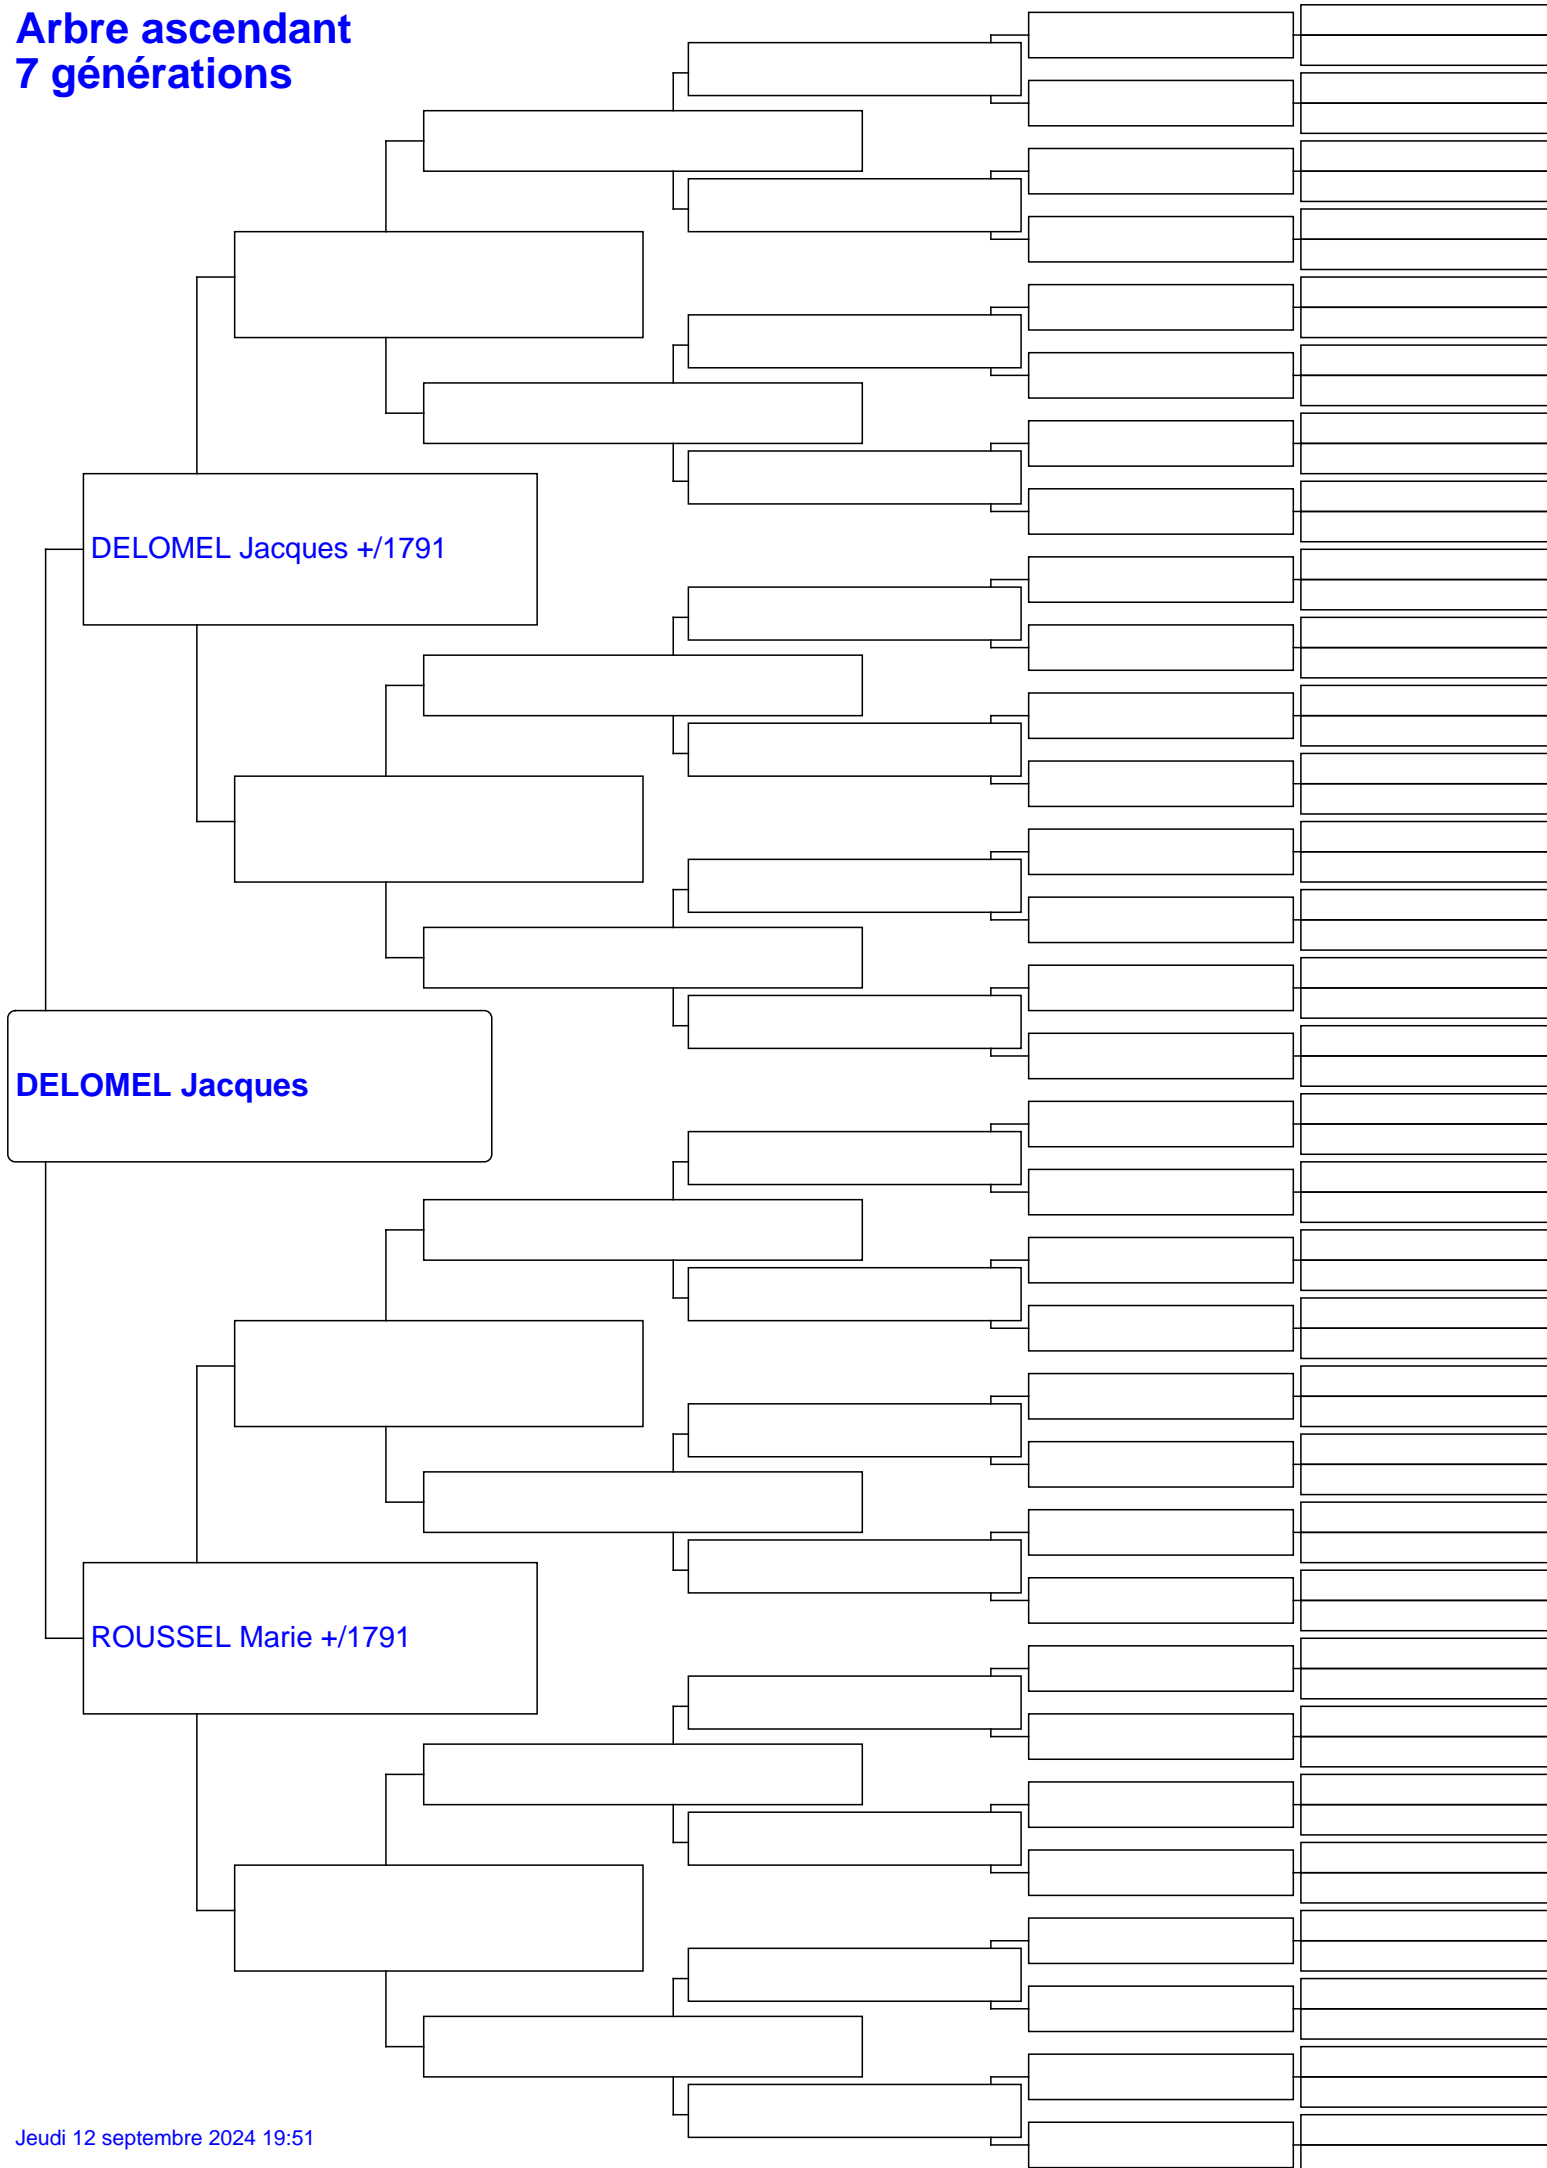 Arbre ascendant
7 générations
DELOMEL Jacques +/1791
DELOMEL Jacques
ROUSSEL Marie +/1791
Jeudi 12 septembre 2024 19:51